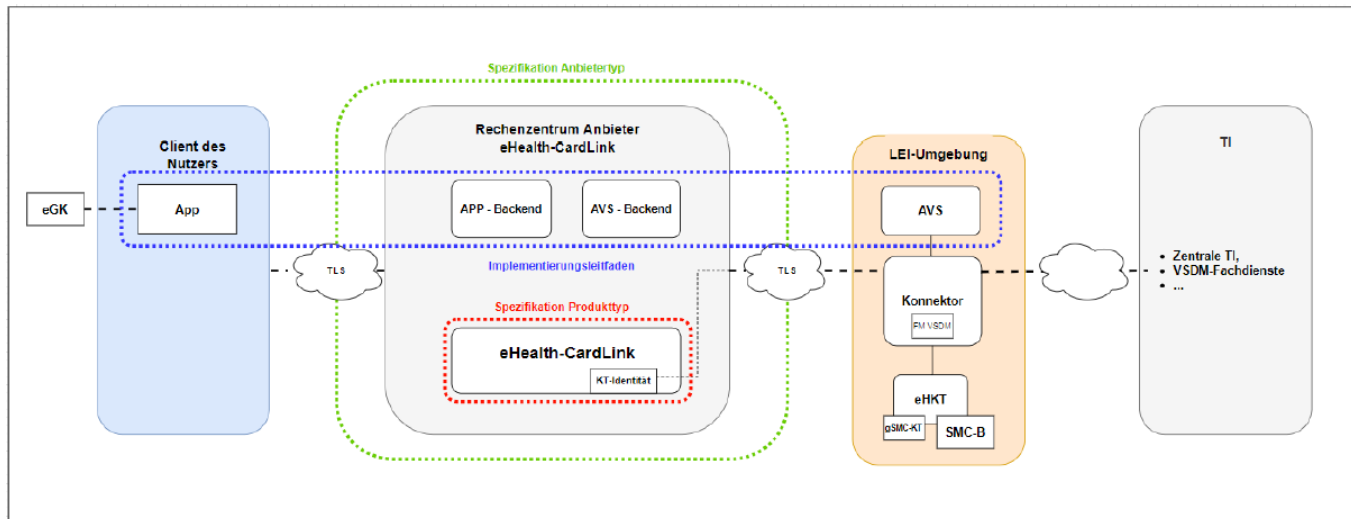 Spezifikation Anbietertyp
Client des
Nutzers
eGK
App
Rechenzentrum Anbieter
eHealth-CardLink
APP - Backend
AVS - Backend
TLS
Implementierungsleitfaden
Spezifikation Produkttyp
eHealth-CardLink
KT-Identität
TLS
LEI-Umgebung
AVS
Konnektor
FM VSDM
eHKT
gSMC-KT
SMC-B
TI
• Zentrale TI,
• VSDM-Fachdienste
• ...